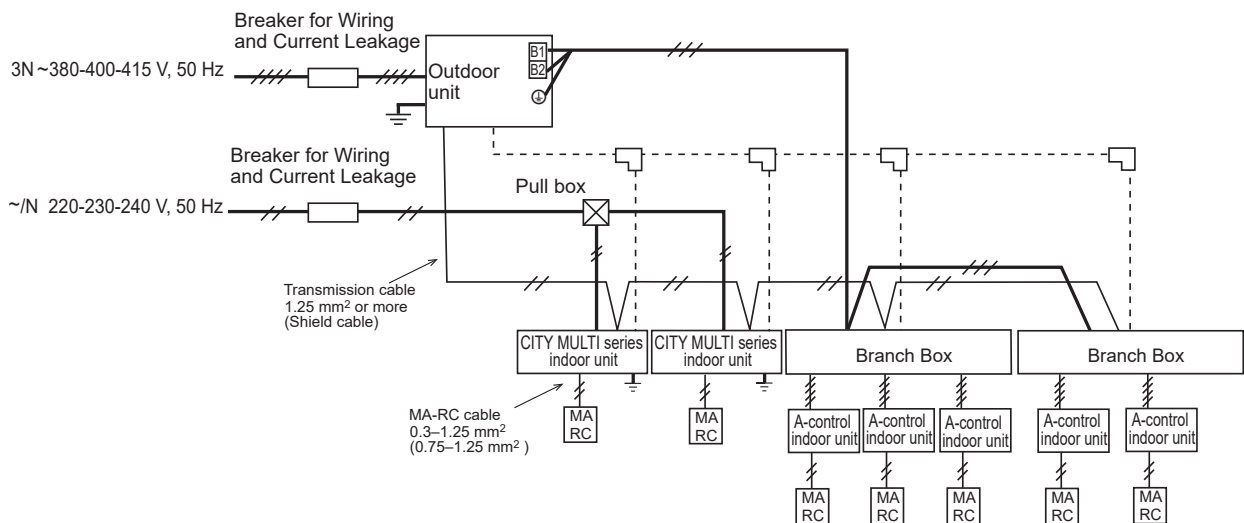 Breaker for Wiring
and Current Leakage
3N ~380-400-415 V, 50 Hz
Outdoor
unit
B1
B2
Breaker for Wiring
and Current Leakage
~/N 220-230-240 V, 50 Hz
Pull box
Transmission cable
1.25 mm² or more
(Shield cable)
CITY MULTI series
indoor unit
CITY MULTI series
indoor unit
Branch Box
Branch Box
MA-RC cable
0.3–1.25 mm²
(0.75–1.25 mm² )
MA
RC
MA
RC
A-control
indoor unit
A-control
indoor unit
A-control
indoor unit
A-control
indoor unit
A-control
indoor unit
MA
RC
MA
RC
MA
RC
MA
RC
MA
RC